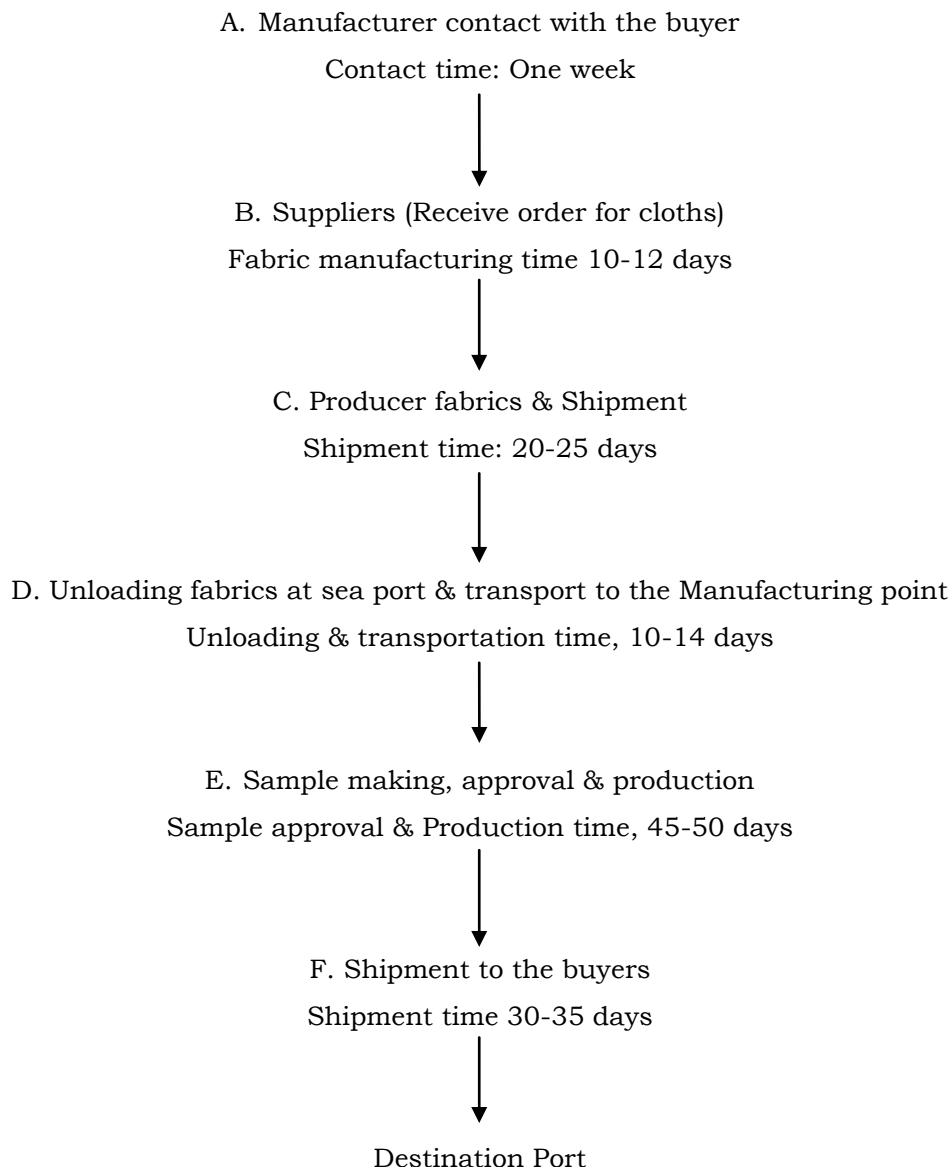 A. Manufacturer contact with the buyer
Contact time: One week
B. Suppliers (Receive order for cloths)
Fabric manufacturing time 10-12 days
C. Producer fabrics & Shipment
Shipment time: 20-25 days
D. Unloading fabrics at sea port & transport to the Manufacturing point
Unloading & transportation time, 10-14 days
E. Sample making, approval & production
Sample approval & Production time, 45-50 days
F. Shipment to the buyers
Shipment time 30-35 days
Destination Port